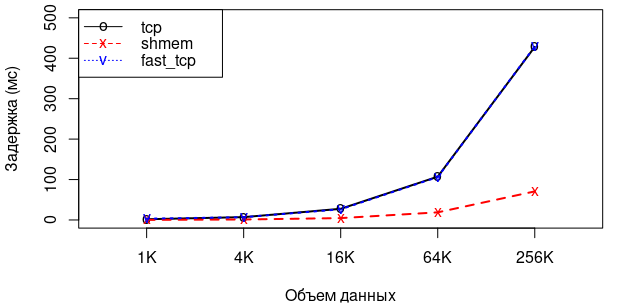 500
400
300
200
100
0
Задержка (мс)
tcp
shmem
fast_tcp
1K
4K
16K
64K
256K
Объем данных